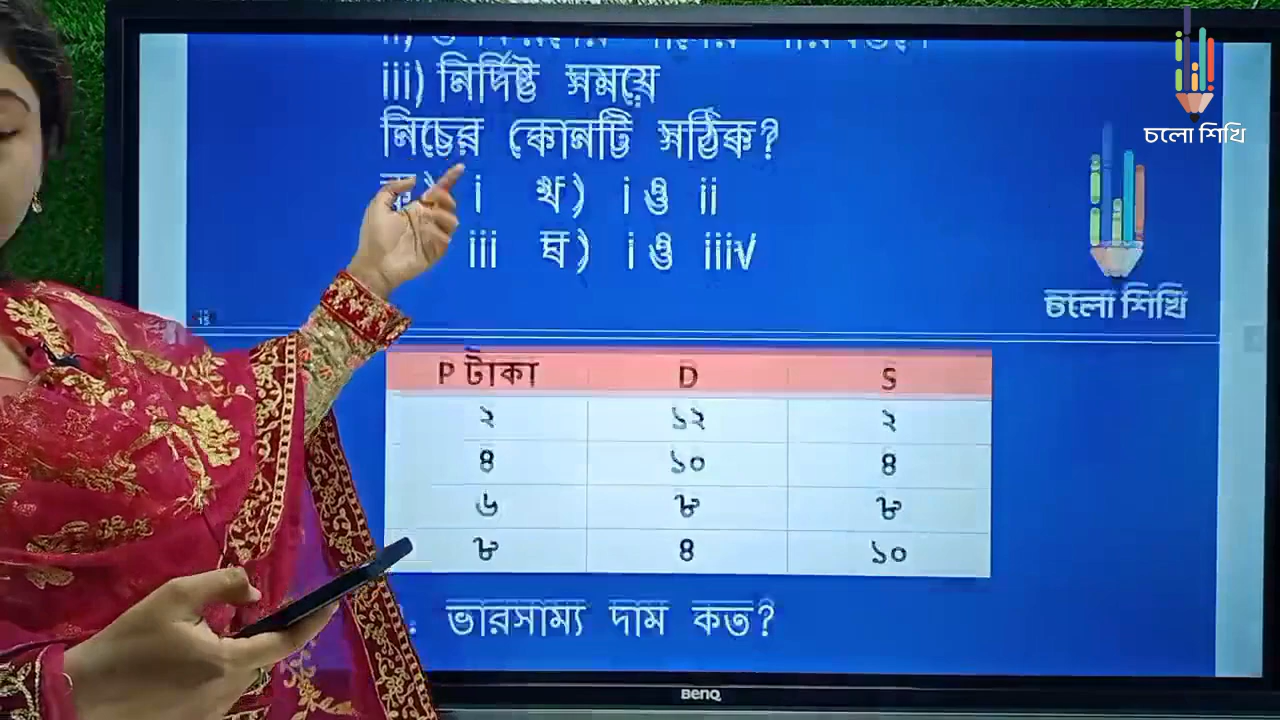 iii) নির্দিষ্ট সময়ে
নিচের কোনটি সঠিক?
ক) i খ) i ও ii
iii ঘ) i ও iii√
চলো শিখি
চলো শিখি
P টাকা D S
২ ১২ ২
৪ ১০ ৪
৬ ৮ ৮
৮ ৪ ১০
: ভারসাম্য দাম কত?
BenQ